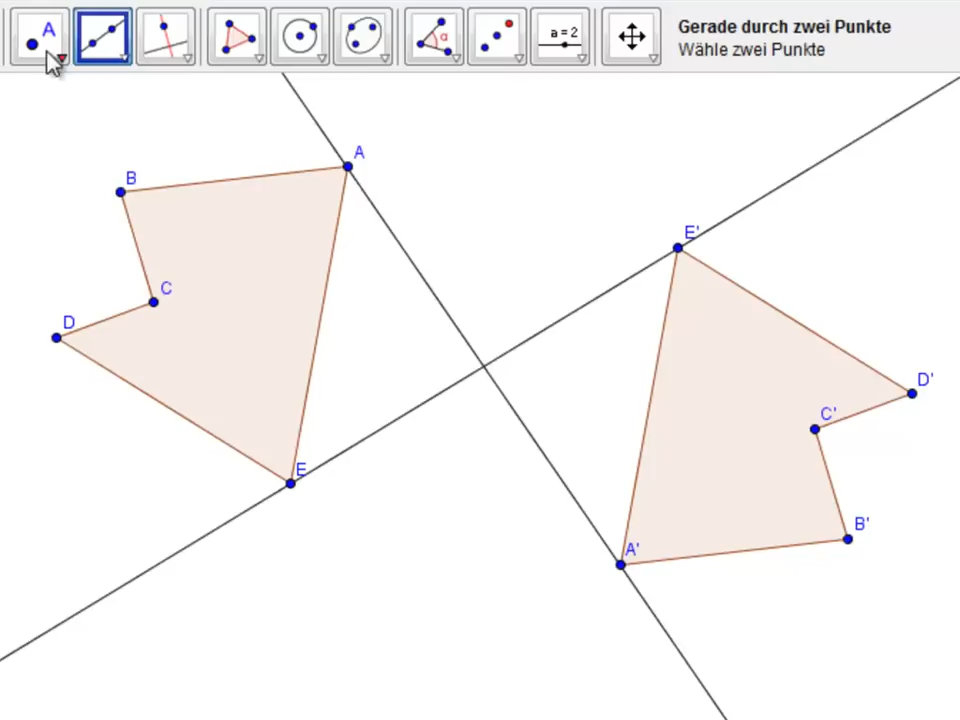 A
α
a = 2
Gerade durch zwei Punkte
Wähle zwei Punkte
A
B
E'
C
D
D'
C'
E
B'
A'